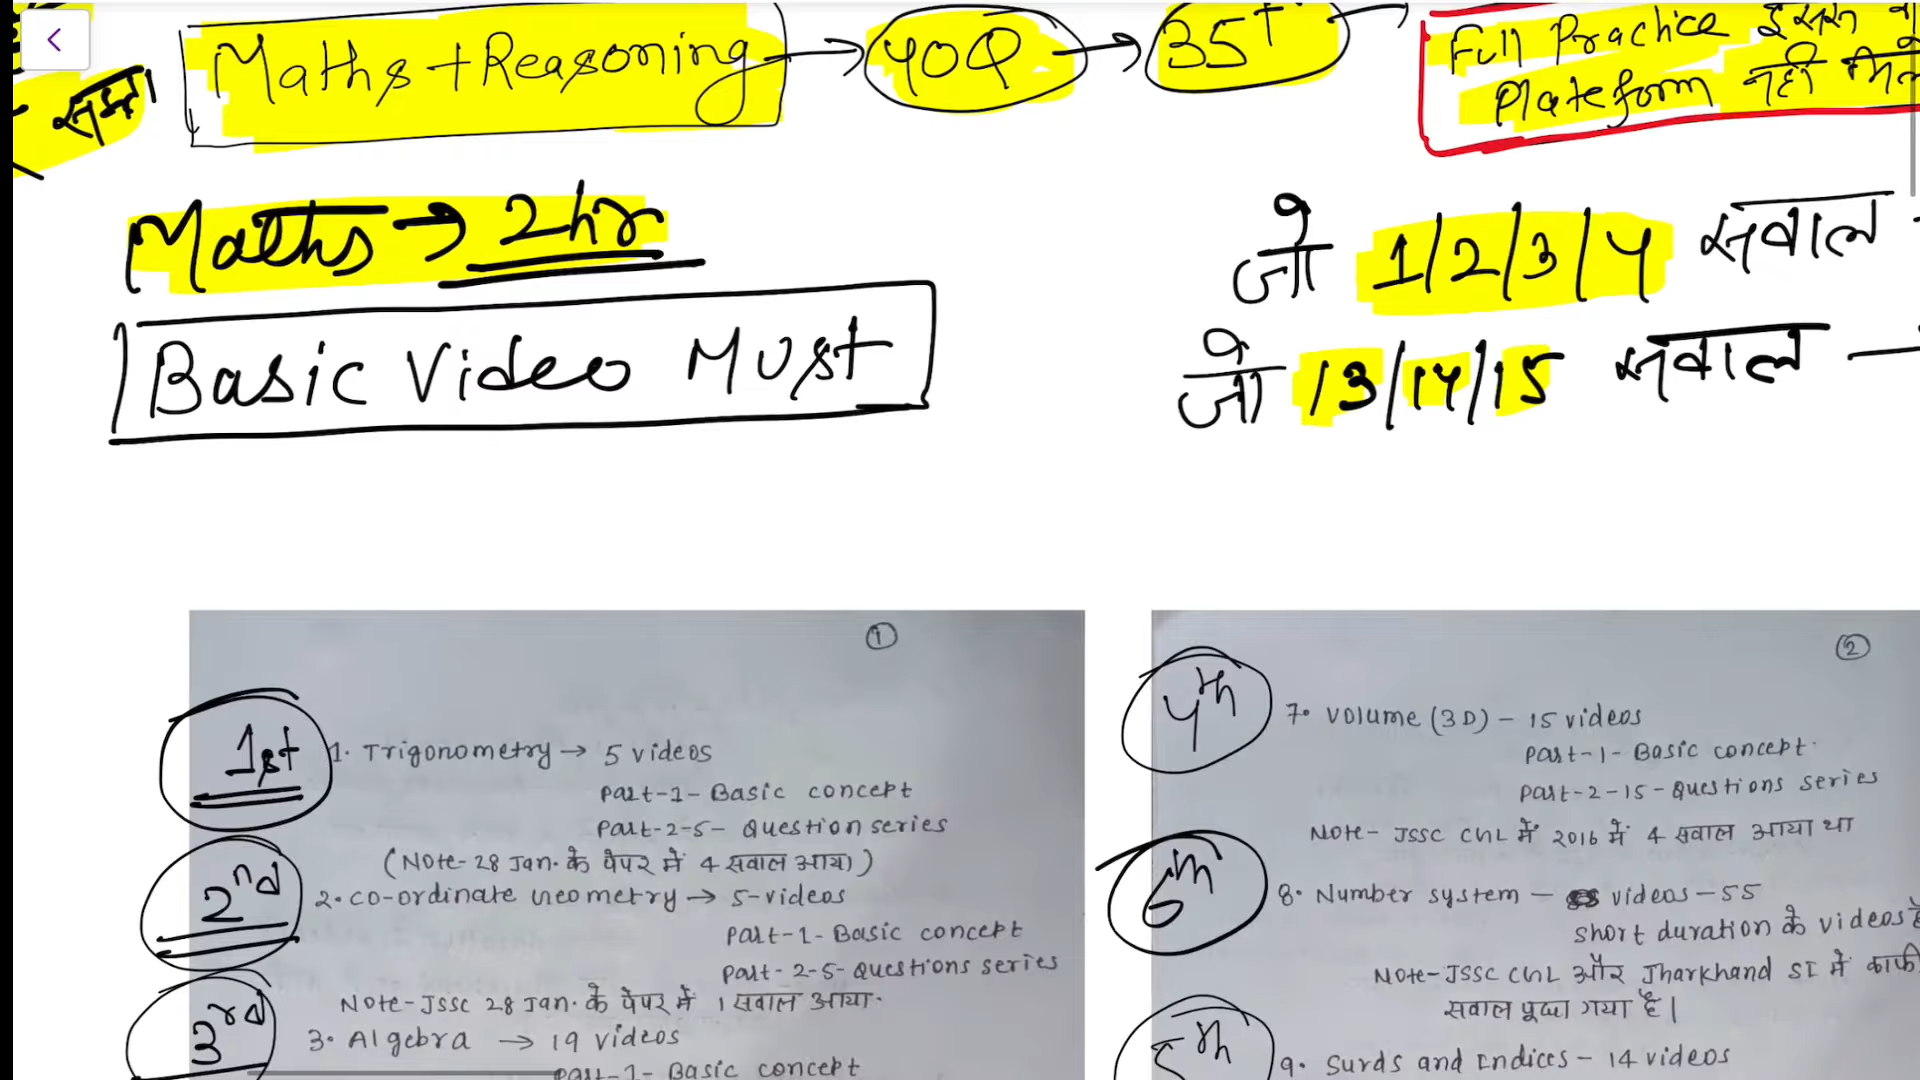 Maths + Reasoning → 40Q → 35+ →
Full Practice इससे
Plateform नही
Maths → 2hr
Basic Video Must
जो 1/2/3/4 सवाल
जो 13/14/15 सवाल —
①
1st
1. Trigonometry → 5 videos
Part-1- Basic concept
Part-2-5- Question series
(Note- 28 Jan. के पेपर में 4 सवाल आया)
2nd
2. co-ordinate Geometry → 5-videos
Part-1- Basic concept
Part-2-5-Questions series
Note-JSSC 28 Jan. के पेपर में 1 सवाल आया.
3rd
3. Algebra → 19 videos
Part-1- Basic concept
②
4th
7. Volume (3D) - 15 videos
Part-1- Basic concept.
Part-2-15-Questions series
Note- JSSC CGL में 2016 में 4 सवाल आया था
6th
8. Number system - videos-55
short duration के videos है
Note-JSSC CGL और Jharkhand SI में काफी
सवाल पूछा गया है।
5th
9. Surds and Indices - 14 videos